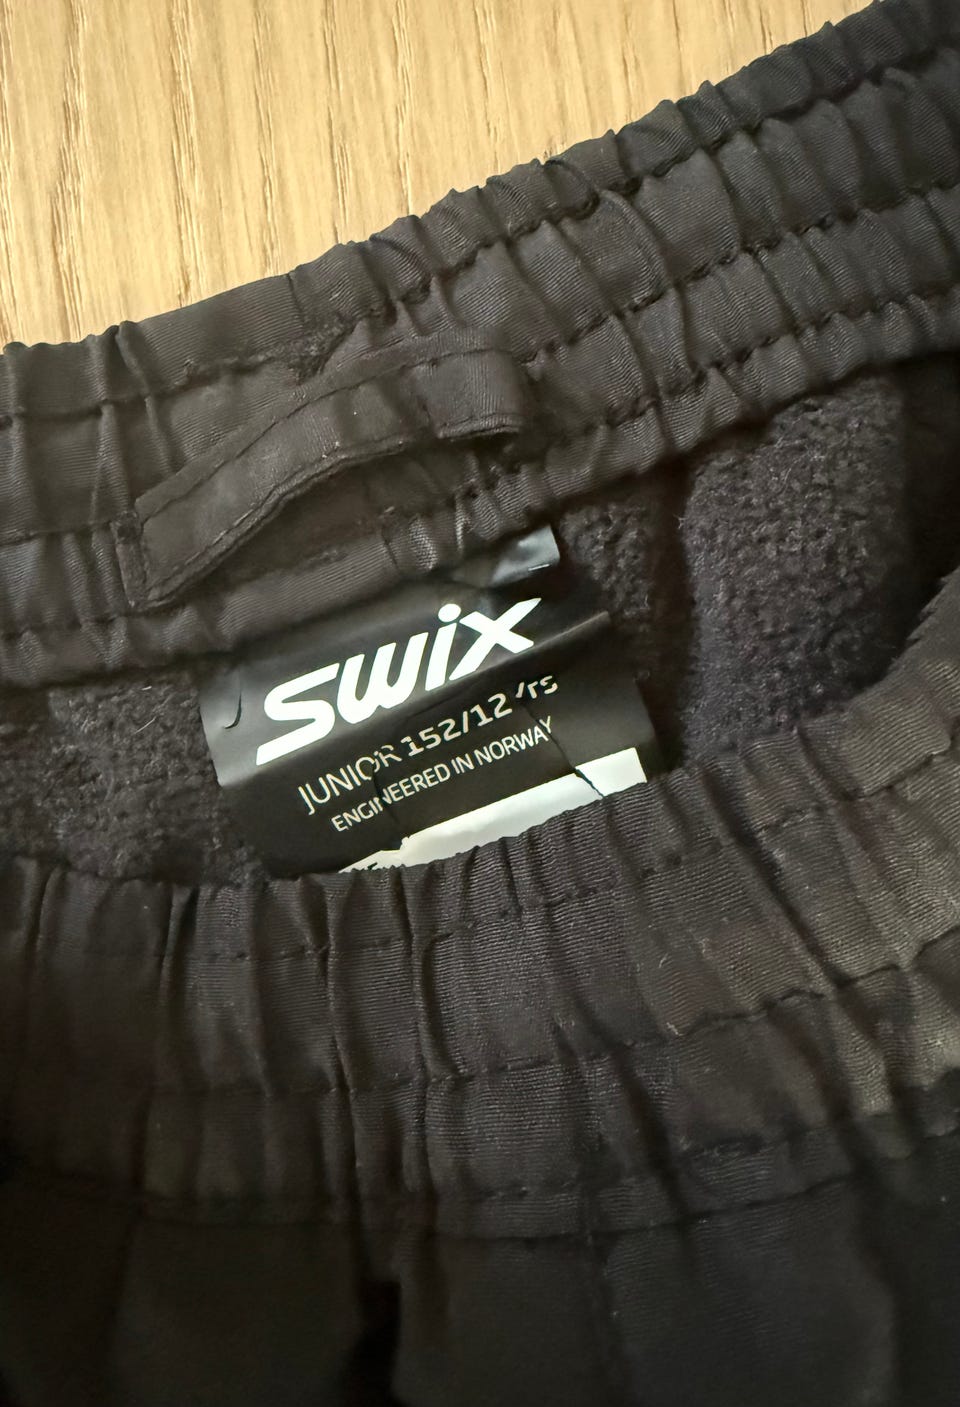 swix
JUNIOR 152/12 Yrs
ENGINEERED IN NORWAY